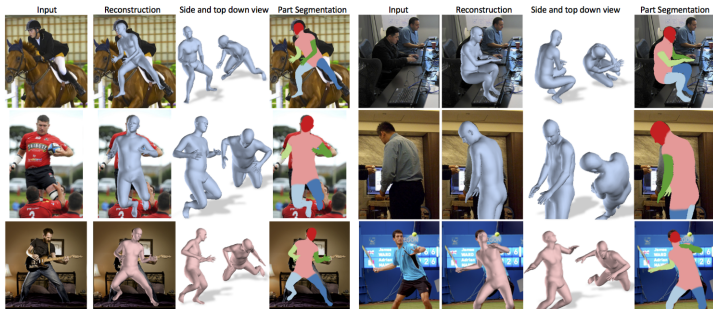 Input Reconstruction Side and top down view Part Segmentation Input Reconstruction Side and top down view Part Segmentation